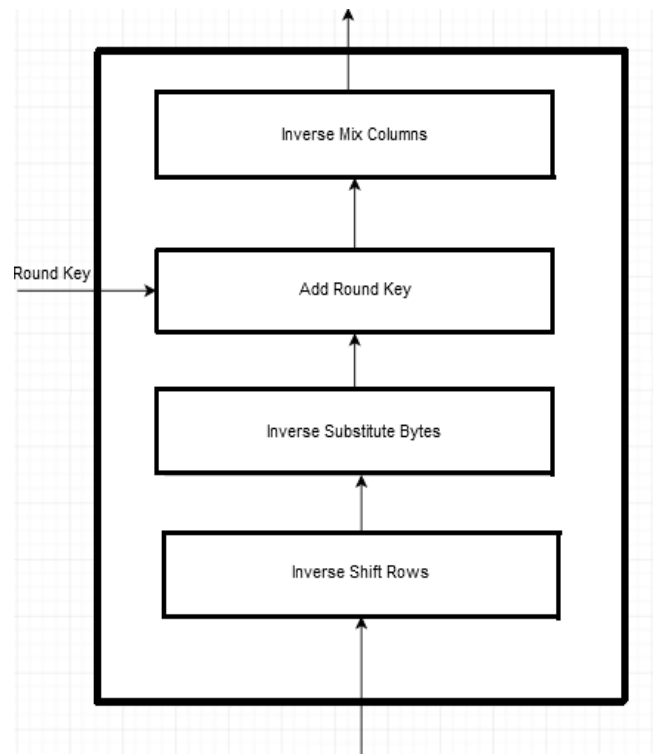 Inverse Mix Columns
Round Key
Add Round Key
Inverse Substitute Bytes
Inverse Shift Rows